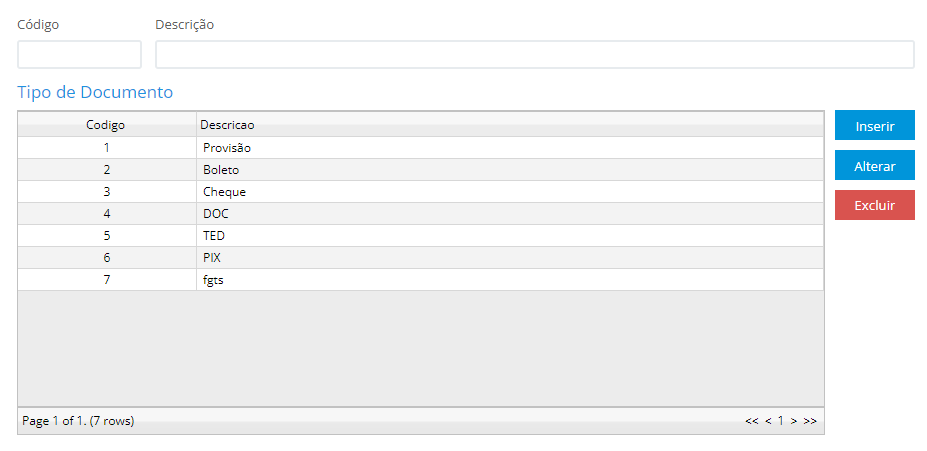 Código Descrição
Tipo de Documento
Codigo Descricao
1 Provisão
2 Boleto
3 Cheque
4 DOC
5 TED
6 PIX
7 fgts
Inserir
Alterar
Excluir
Page 1 of 1. (7 rows) << < 1 > >>